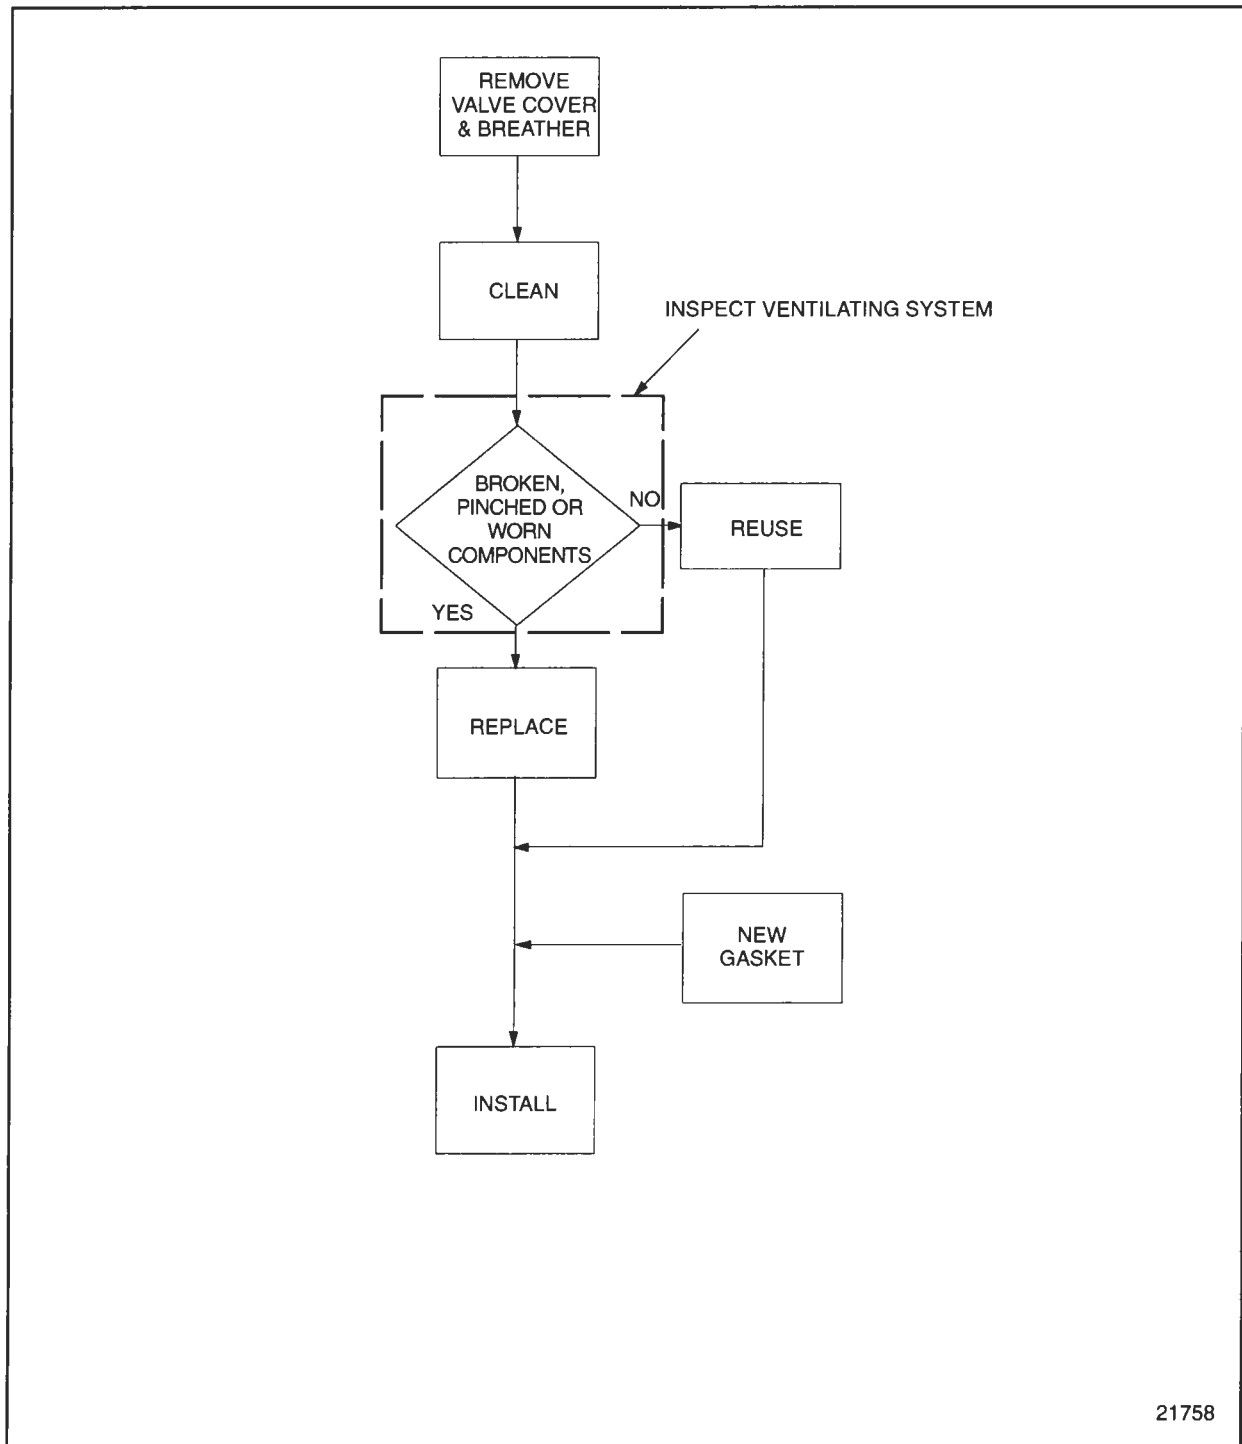 REMOVE
VALVE COVER
& BREATHER
CLEAN
INSPECT VENTILATING SYSTEM
BROKEN,
PINCHED OR
WORN
COMPONENTS
NO
REUSE
YES
REPLACE
NEW
GASKET
INSTALL
21758